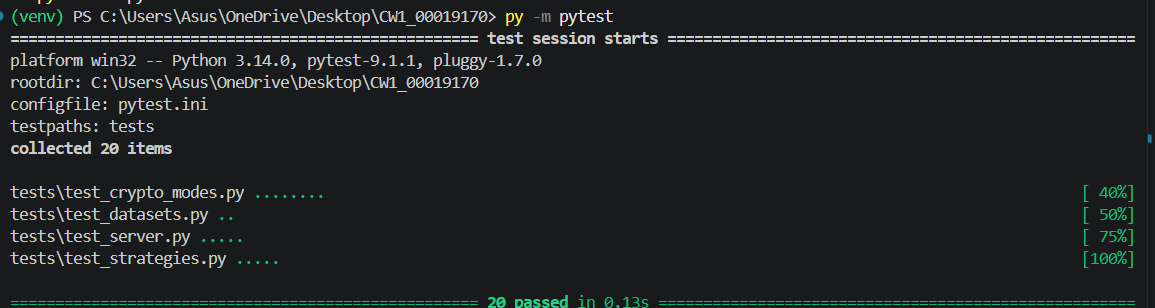 (venv) PS C:\Users\Asus\OneDrive\Desktop\CW1_00019170> py -m pytest
==================================================== test session starts ====================================================
platform win32 -- Python 3.14.0, pytest-9.1.1, pluggy-1.7.0
rootdir: C:\Users\Asus\OneDrive\Desktop\CW1_00019170
configfile: pytest.ini
testpaths: tests
collected 20 items
tests\test_crypto_modes.py ........ [ 40%]
tests\test_datasets.py .. [ 50%]
tests\test_server.py ..... [ 75%]
tests\test_strategies.py ..... [100%]
==================================================== 20 passed in 0.13s =====================================================